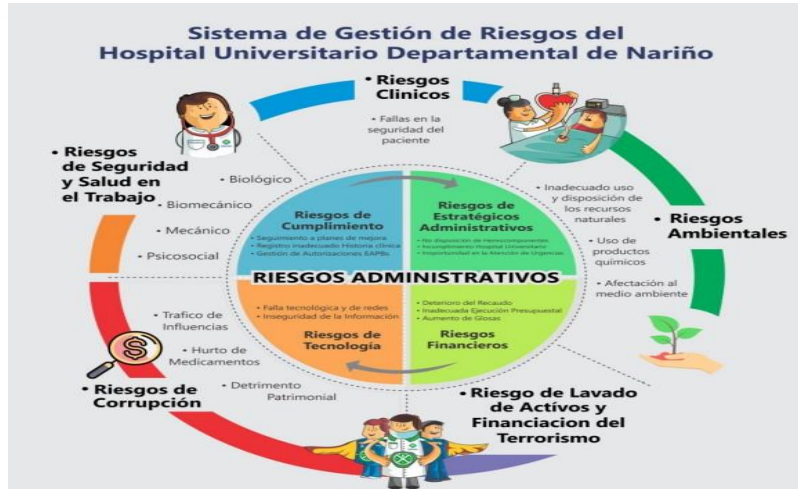 Sistema de Gestión de Riesgos del
Hospital Universitario Departamental de Nariño
• Riesgos
Clinicos
• Fallas en la
seguridad del
paciente
• Riesgos
de Seguridad
y Salud en
el Trabajo
• Biológico
• Biomecánico
• Mecánico
• Psicosocial
• Inadecuado uso
y disposición de
los recursos
naturales
• Uso de
productos
químicos
• Afectación al
medio ambiente
• Riesgos
Ambientales
Riesgos de
Cumplimiento
• Seguimiento a planes de mejora
• Registro inadecuado Historia clínica
• Gestión de Autorizaciones EAPBs
Riesgos de
Estratégicos
Administrativos
• No disposición de Hemocomponentes
• Incumplimiento Hospital Universitario
• Inoportunidad en la Atención de Urgencias
RIESGOS ADMINISTRATIVOS
• Falla tecnológica y de redes
• Inseguridad de la Información
Riesgos de
Tecnología
• Deterioro del Recaudo
• Inadecuada Ejecución Presupuestal
• Aumento de Glosas
Riesgos
Financieros
• Trafico de
Influencias
• Hurto de
Medicamentos
• Detrimento
Patrimonial
• Riesgos de
Corrupción
• Riesgo de Lavado
de Actívos y
Financiacion del
Terrorismo